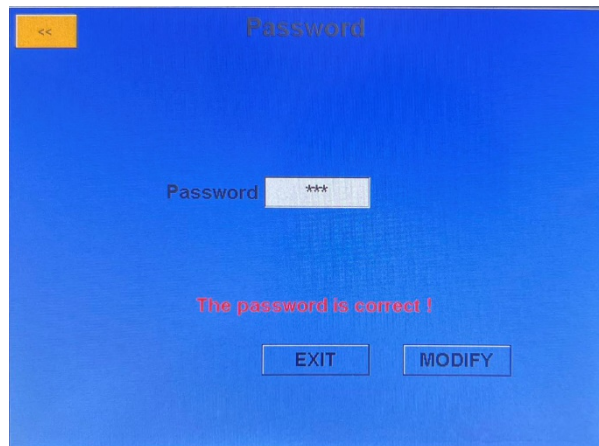 << Password
Password ***
The password is correct !
EXIT MODIFY